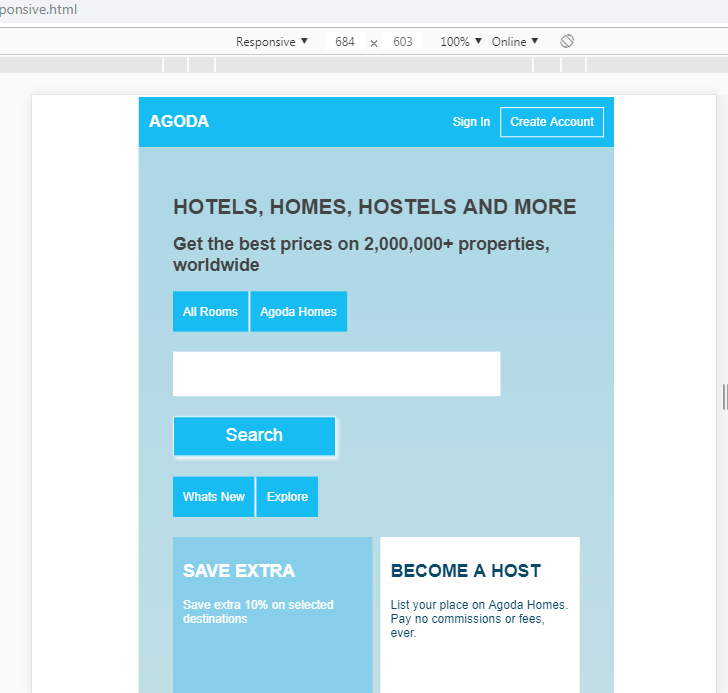 ponsive.html
Responsive ▼ 684 × 603 100% ▼ Online ▼
AGODA Sign In Create Account
HOTELS, HOMES, HOSTELS AND MORE
Get the best prices on 2,000,000+ properties,
worldwide
All Rooms Agoda Homes
Search
Whats New Explore
SAVE EXTRA
Save extra 10% on selected
destinations
BECOME A HOST
List your place on Agoda Homes.
Pay no commissions or fees,
ever.